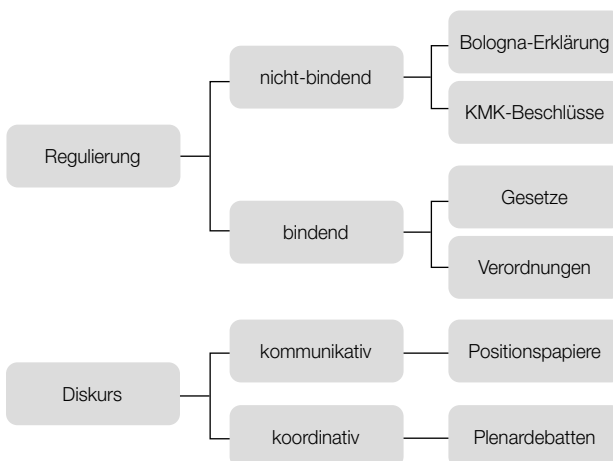 Regulierung
nicht-bindend
Bologna-Erklärung
KMK-Beschlüsse
bindend
Gesetze
Verordnungen
Diskurs
kommunikativ
Positionspapiere
koordinativ
Plenardebatten